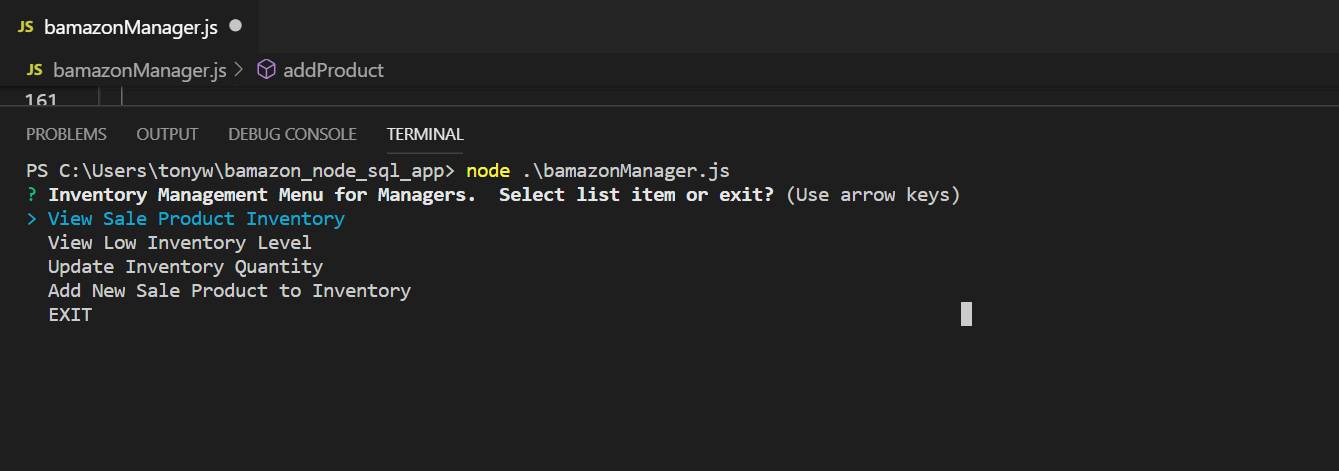 JS bamazonManager.js ●
JS bamazonManager.js > addProduct
161
PROBLEMS OUTPUT DEBUG CONSOLE TERMINAL
PS C:\Users\tonyw\bamazon_node_sql_app> node .\bamazonManager.js
? Inventory Management Menu for Managers.  Select list item or exit? (Use arrow keys)
> View Sale Product Inventory
View Low Inventory Level
Update Inventory Quantity
Add New Sale Product to Inventory
EXIT